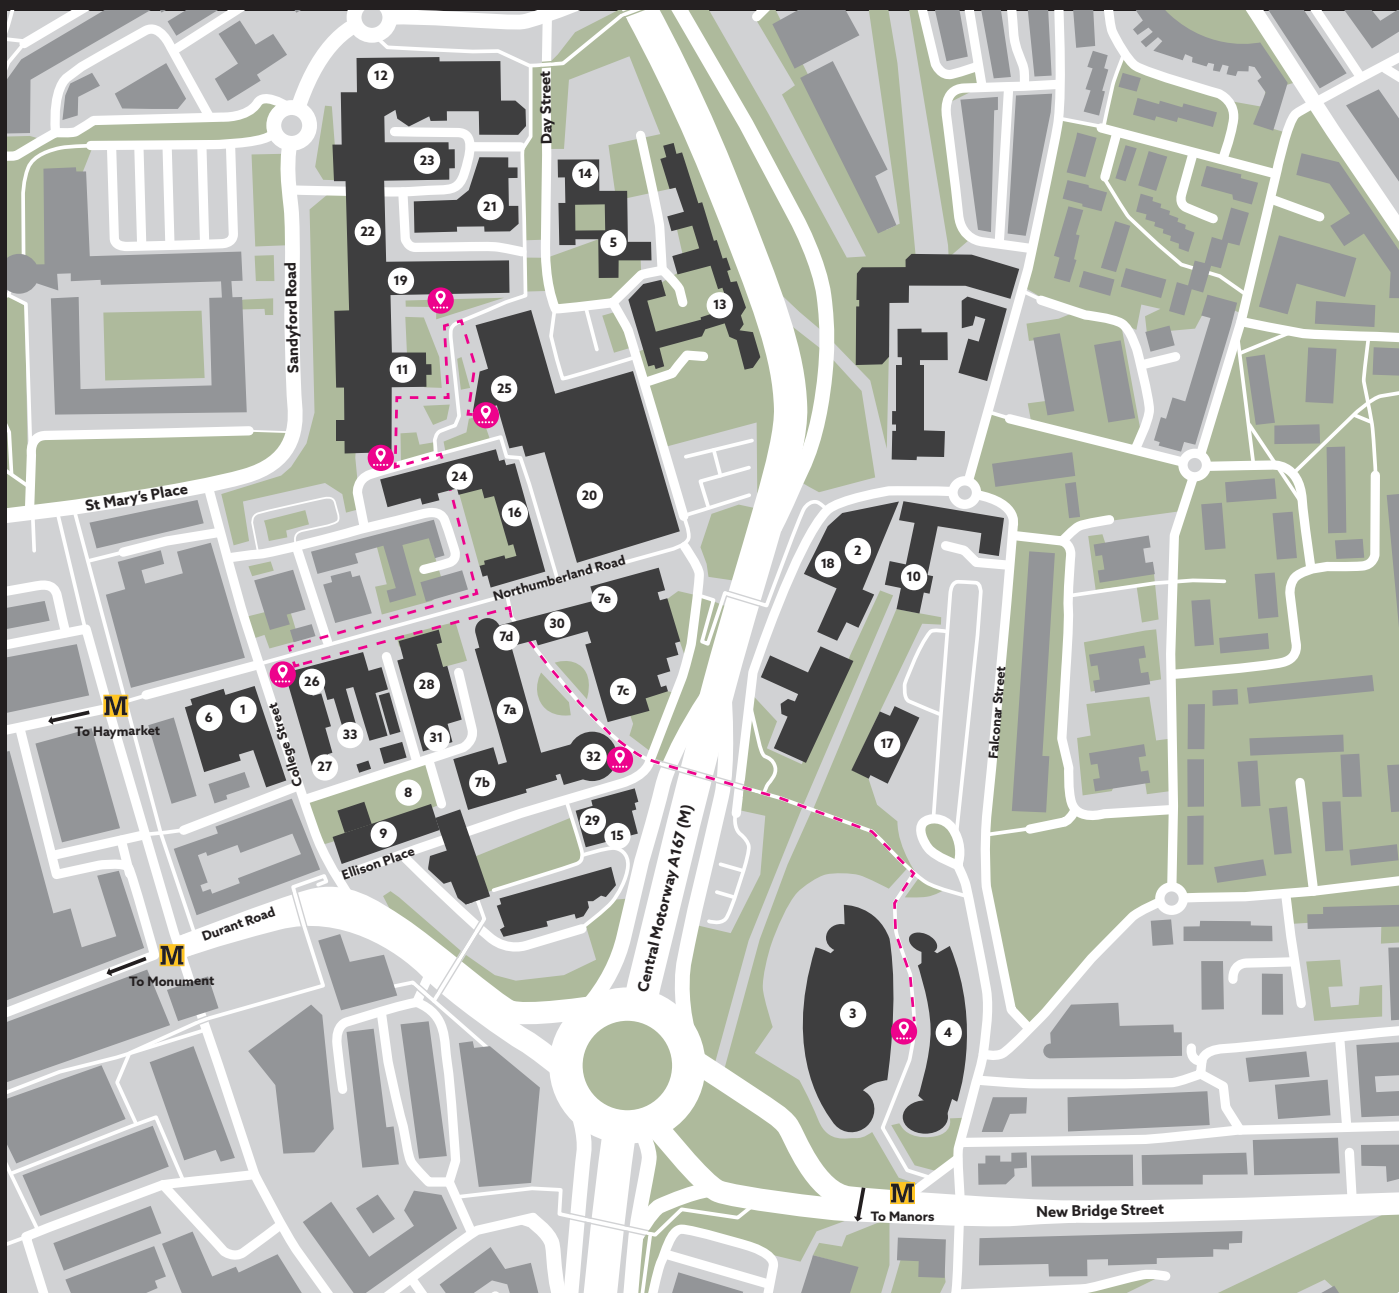 12
Day Street
23
14
21
22
5
19
13
Sandyford Road
11
25
St Mary's Place
24
20
16
2
18
10
Northumberland Road
7e
30
7d
26
28
7c
6
1
7a
M
To Haymarket
College Street
33
31
27
32
7b
17
Falconar Street
8
29
9
15
Ellison Place
Central Motorway A167 (M)
Durant Road
M
To Monument
3
4
M
To Manors
New Bridge Street